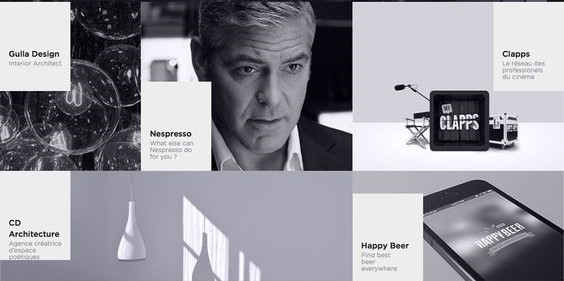 Gulla Design
Interior Architect
Nespresso
What else can
Nespresso do
for you ?
Clapps
Le réseau des
professionels
du cinéma
CLAPPS
CD
Architecture
Agence créatrice
d'espace
poétiques
Happy Beer
Find best
beer
everywhere
HAPPY BEER